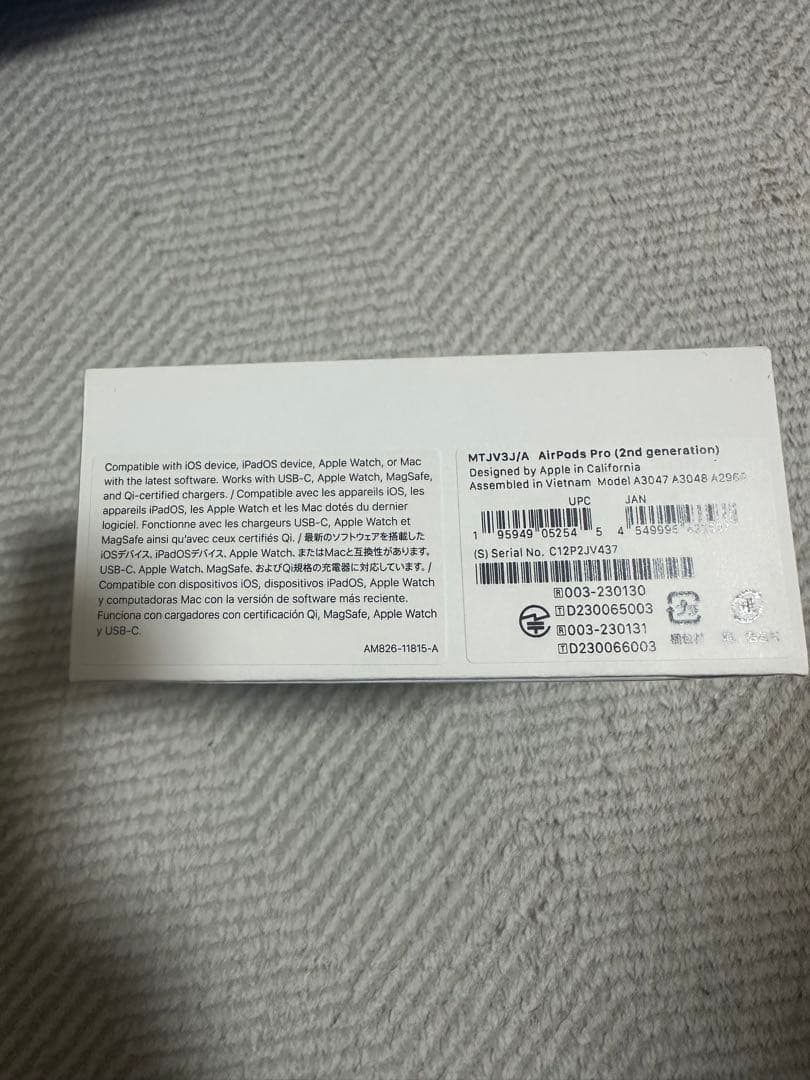 Compatible with iOS device, iPadOS device, Apple Watch, or Mac
with the latest software. Works with USB-C, Apple Watch, MagSafe,
and Qi-certified chargers. / Compatible avec les appareils iOS, les
appareils iPadOS, les Apple Watch et les Mac dotés du dernier
logiciel. Fonctionne avec les chargeurs USB-C, Apple Watch et
MagSafe ainsi qu'avec ceux certifiés Qi. / 最新のソフトウェアを搭載した
iOSデバイス、iPadOSデバイス、Apple Watch、またはMacと互換性があります。
USB-C、Apple Watch、MagSafe、およびQi規格の充電器に対応しています。 /
Compatible con dispositivos iOS, dispositivos iPadOS, Apple Watch
y computadoras Mac con la versión de software más reciente.
Funciona con cargadores con certificación Qi, MagSafe, Apple Watch
y USB-C.
AM826-11815-A
MTJV3J/A AirPods Pro (2nd generation)
Designed by Apple in California
Assembled in Vietnam Model A3047 A3048 A2968
UPC JAN
1 95949 05254 5 4 549995
(S) Serial No. C12P2JV437
R 003-230130
T D230065003
R 003-230131
T D230066003
梱包材